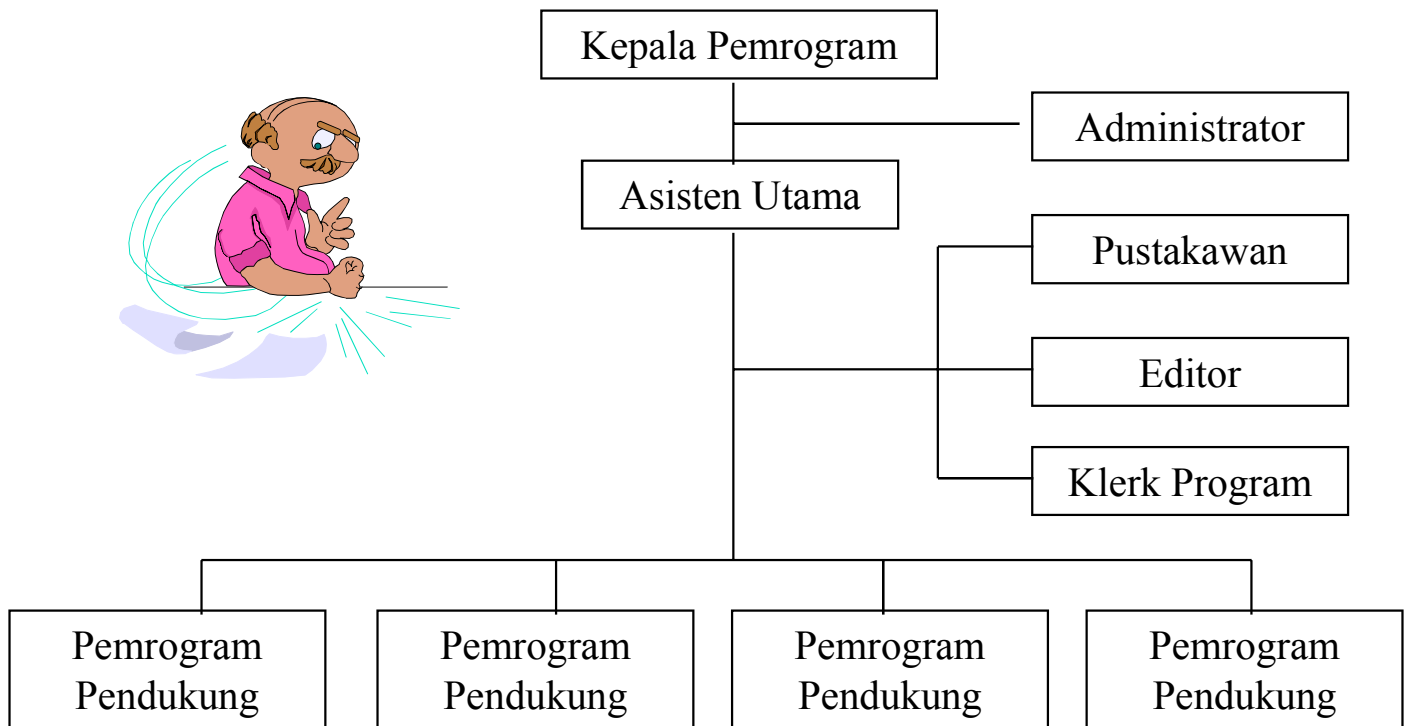 Kepala Pemrogram
Administrator
Asisten Utama
Pustakawan
Editor
Klerk Program
Pemrogram
Pendukung
Pemrogram
Pendukung
Pemrogram
Pendukung
Pemrogram
Pendukung